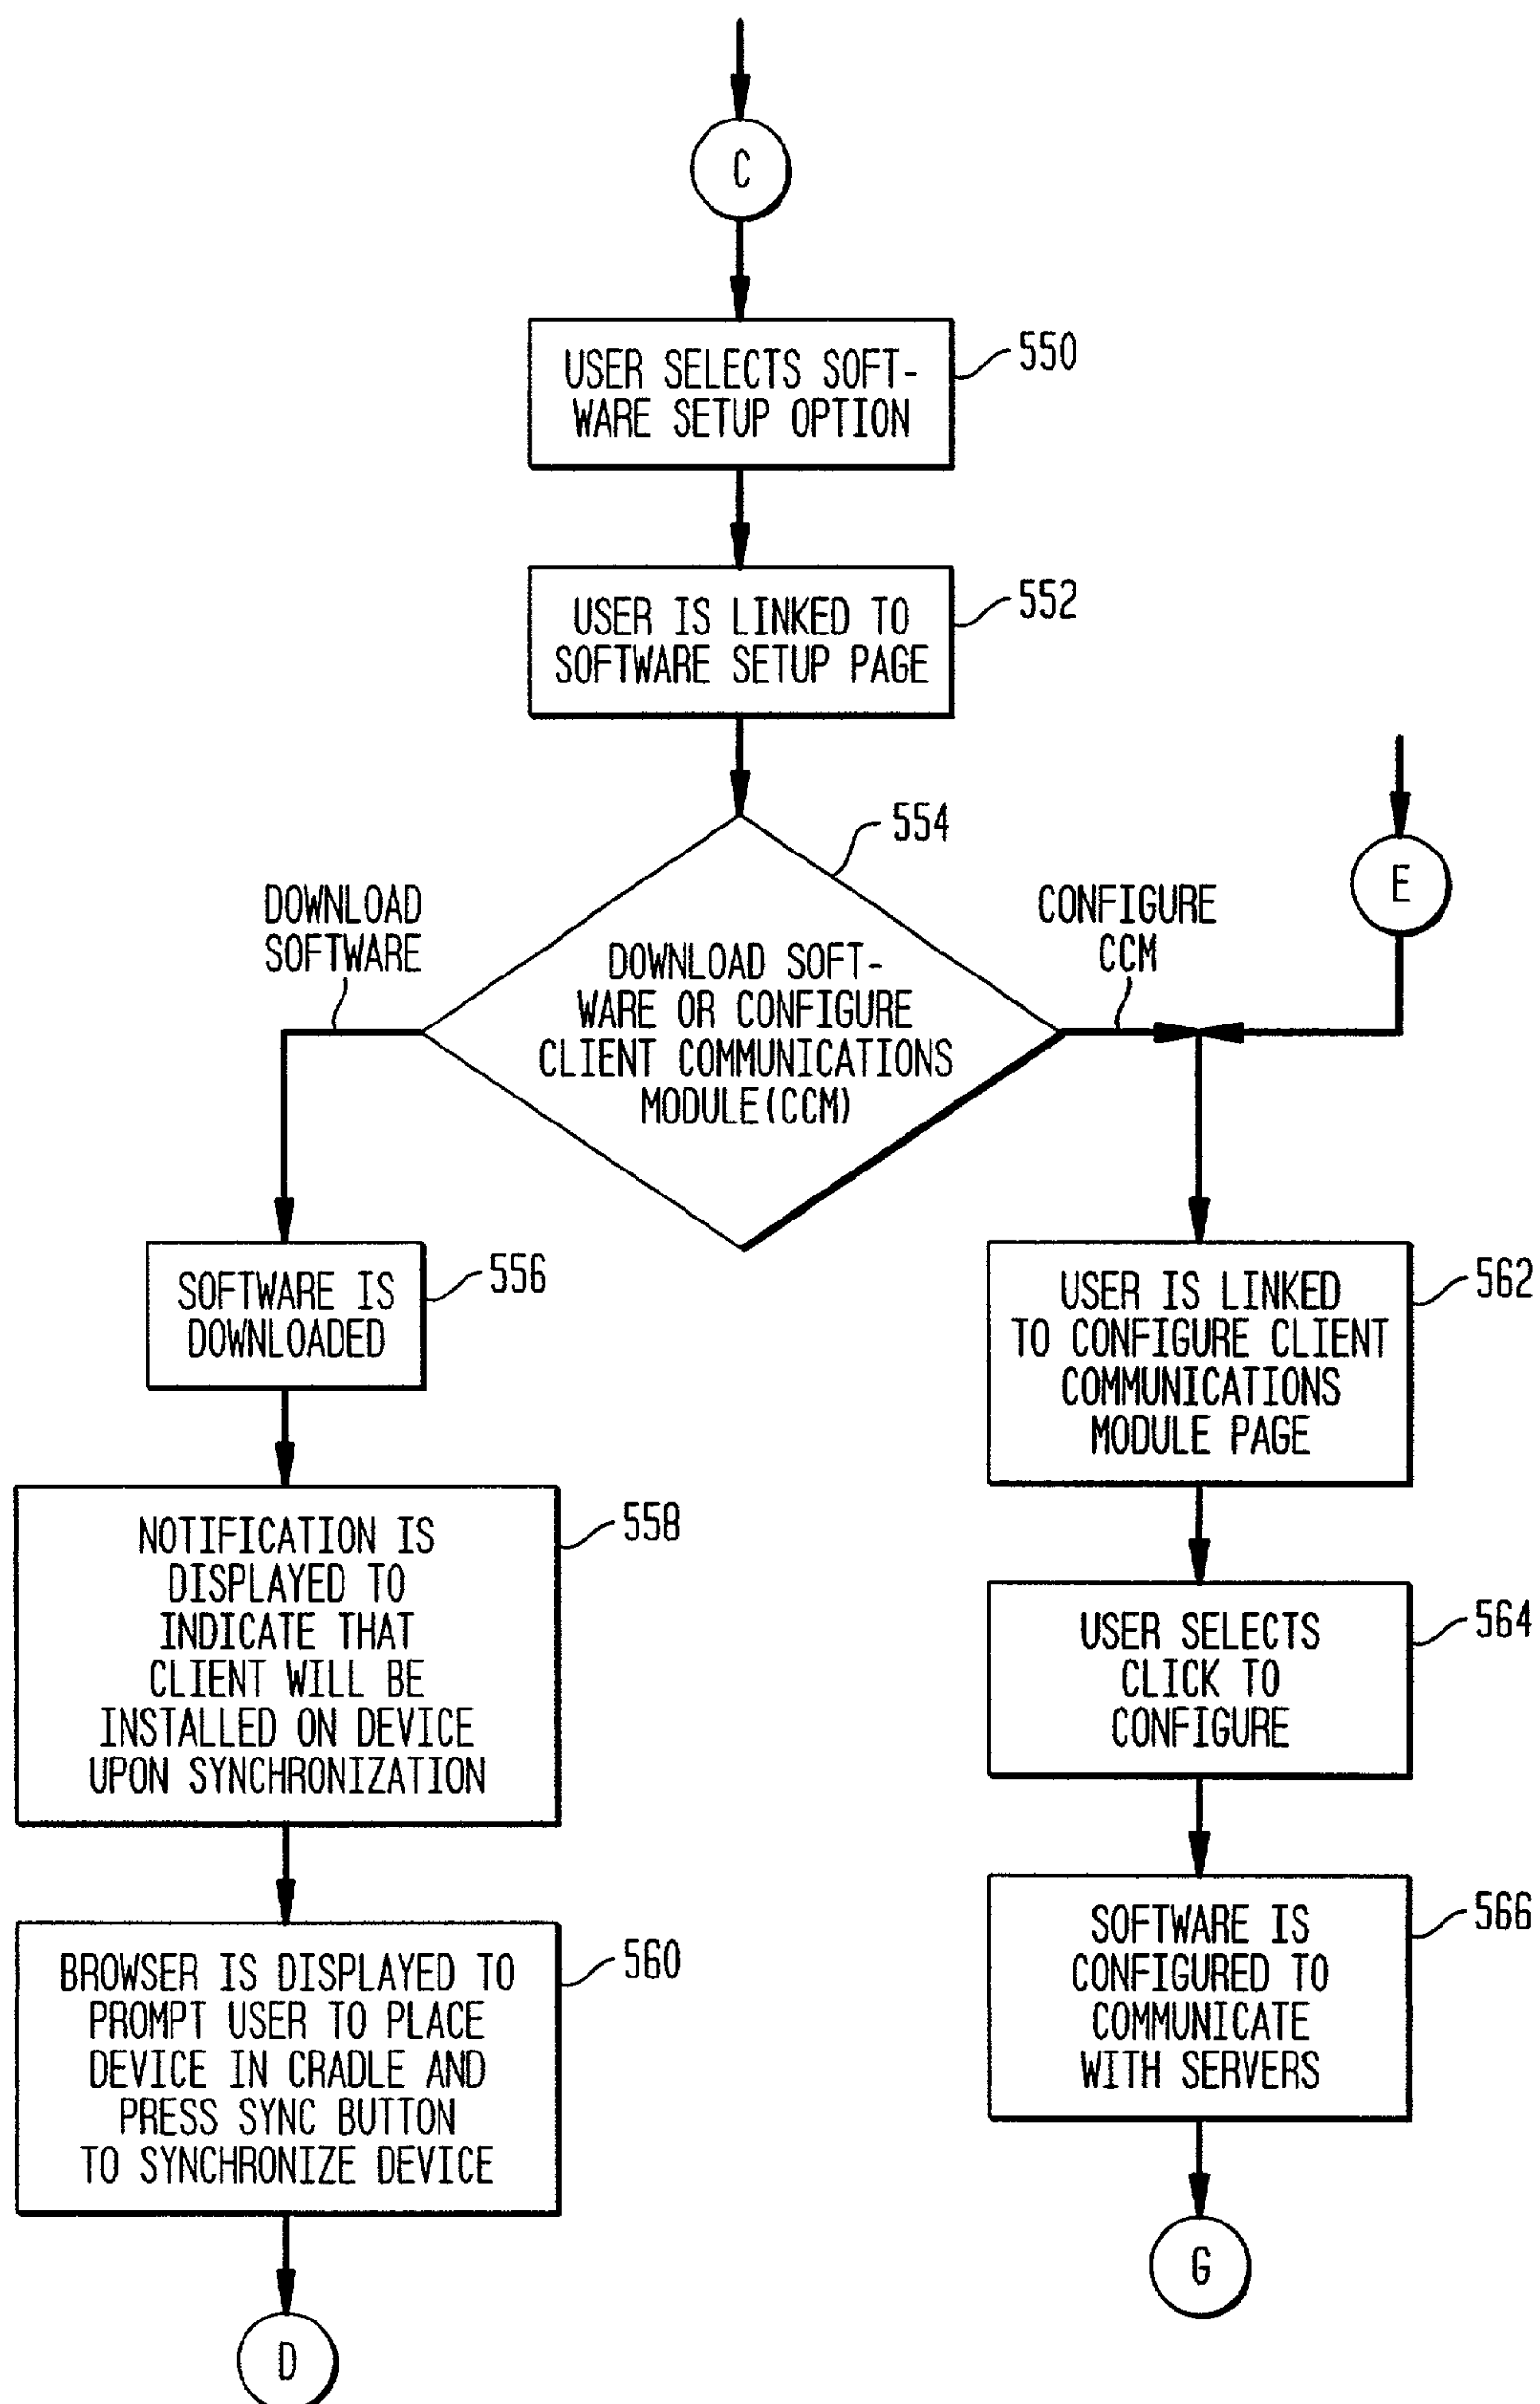 C
USER SELECTS SOFT-
WARE SETUP OPTION
550
USER IS LINKED TO
SOFTWARE SETUP PAGE
552
554
E
DOWNLOAD
SOFTWARE
CONFIGURE
CCM
DOWNLOAD SOFT-
WARE OR CONFIGURE
CLIENT COMMUNICATIONS
MODULE(CCM)
SOFTWARE IS
DOWNLOADED
556
NOTIFICATION IS
DISPLAYED TO
INDICATE THAT
CLIENT WILL BE
INSTALLED ON DEVICE
UPON SYNCHRONIZATION
558
BROWSER IS DISPLAYED TO
PROMPT USER TO PLACE
DEVICE IN CRADLE AND
PRESS SYNC BUTTON
TO SYNCHRONIZE DEVICE
560
D
USER IS LINKED
TO CONFIGURE CLIENT
COMMUNICATIONS
MODULE PAGE
562
USER SELECTS
CLICK TO
CONFIGURE
564
SOFTWARE IS
CONFIGURED TO
COMMUNICATE
WITH SERVERS
566
G